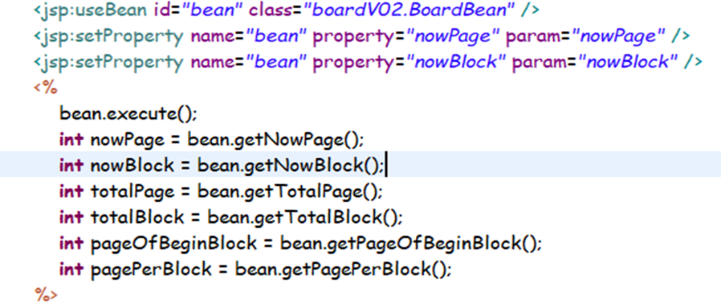 <jsp:useBean id="bean" class="boardV02.BoardBean" />
<jsp:setProperty name="bean" property="nowPage" param="nowPage" />
<jsp:setProperty name="bean" property="nowBlock" param="nowBlock" />
<%
bean.execute();
int nowPage = bean.getNowPage();
int nowBlock = bean.getNowBlock();
int totalPage = bean.getTotalPage();
int totalBlock = bean.getTotalBlock();
int pageOfBeginBlock = bean.getPageOfBeginBlock();
int pagePerBlock = bean.getPagePerBlock();
%>